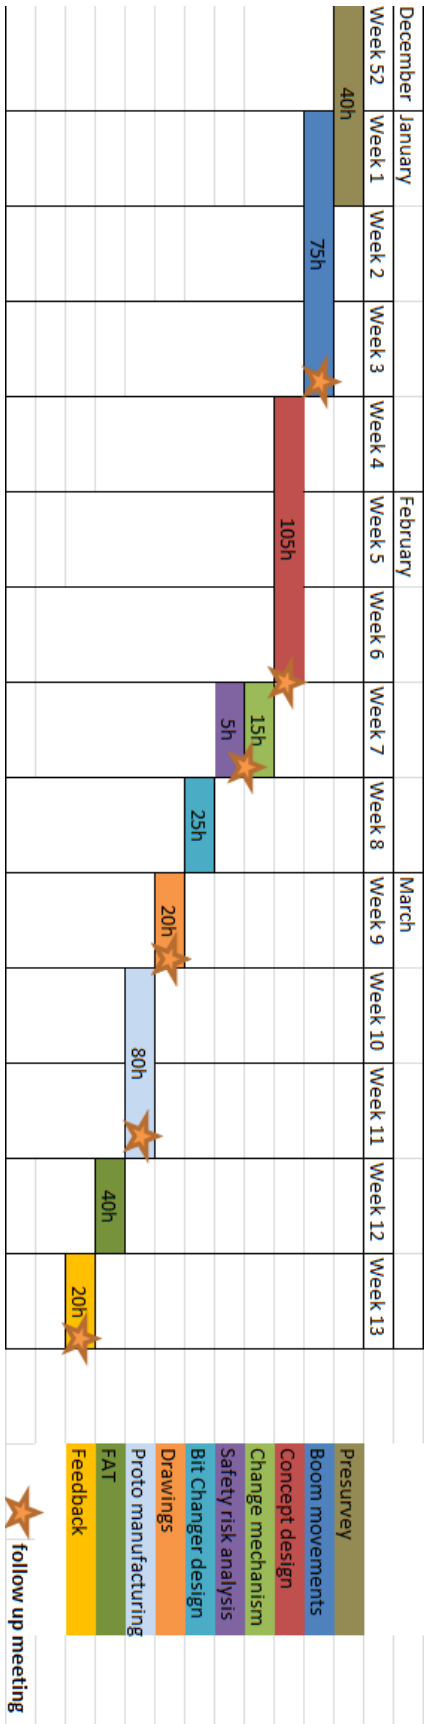 December January February March
Week 52 Week 1 Week 2 Week 3 Week 4 Week 5 Week 6 Week 7 Week 8 Week 9 Week 10 Week 11 Week 12 Week 13
40h Presurvey
75h Boom movements
105h Concept design
15h Change mechanism
5h Safety risk analysis
25h Bit Changer design
20h Drawings
80h Proto manufacturing
40h FAT
20h Feedback
follow up meeting